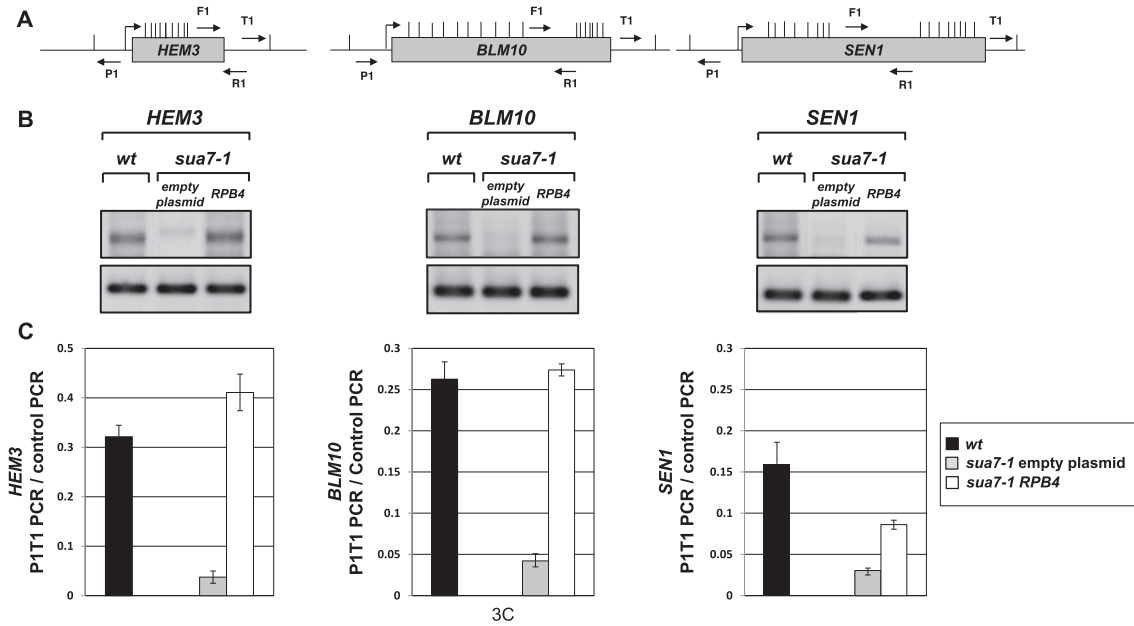 A
F1 T1
HEM3
P1 R1
F1 T1
BLM10
P1 R1
F1 T1
SEN1
P1 R1
B
HEM3 BLM10 SEN1
wt sua7-1 wt sua7-1 wt sua7-1
empty plasmid RPB4 empty plasmid RPB4 empty plasmid RPB4
C
HEM3
P1T1 PCR / control PCR
0.5
0.4
0.3
0.2
0.1
0
BLM10
P1T1 PCR / Control PCR
0.3
0.25
0.2
0.15
0.1
0.05
0
3C
SEN1
P1T1 PCR / Control PCR
0.3
0.25
0.2
0.15
0.1
0.05
0
wt
sua7-1 empty plasmid
sua7-1 RPB4